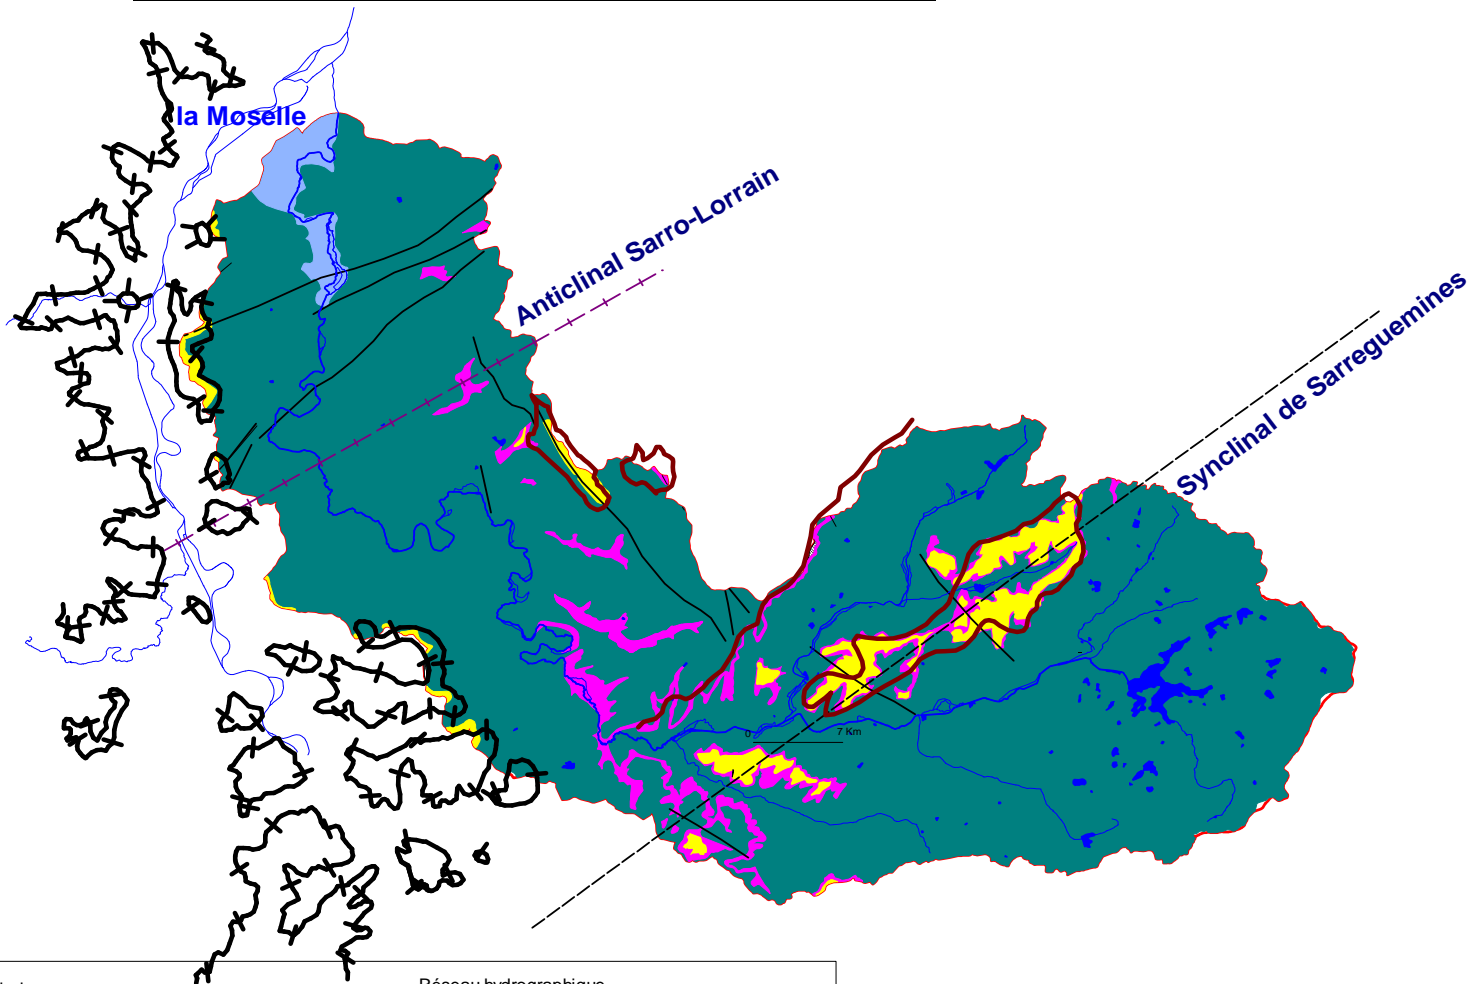 la Moselle
Anticlinal Sarro-Lorrain
Synclinal de Sarreguemines
0 7 Km
Réseau hydrographique